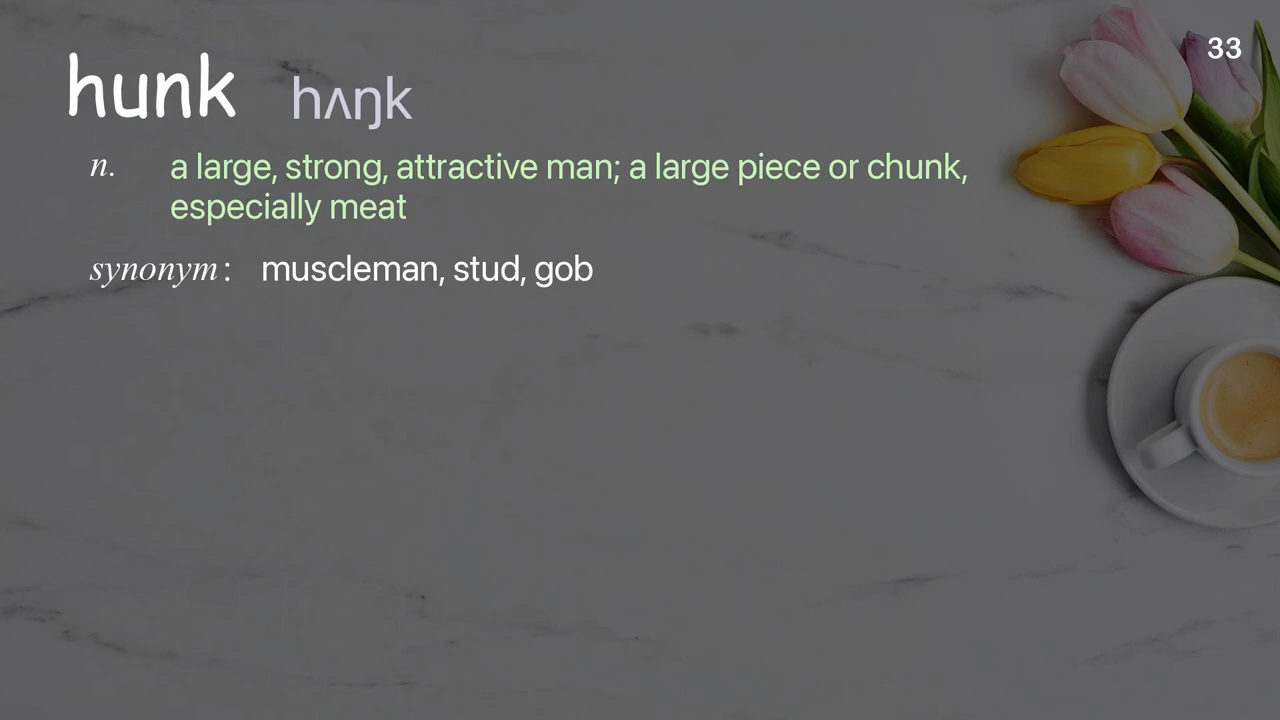 33
hunk hʌŋk
n. a large, strong, attractive man; a large piece or chunk,
especially meat
synonym: muscleman, stud, gob